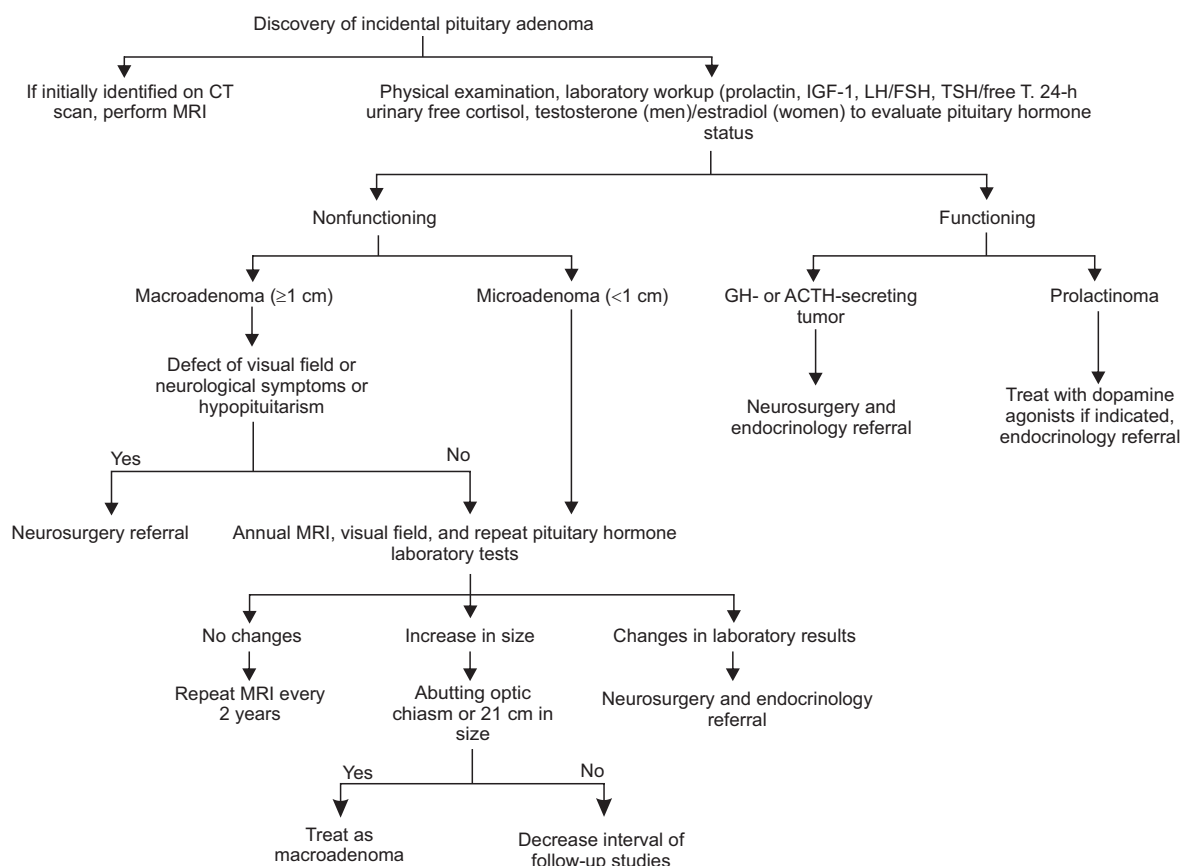 Discovery of incidental pituitary adenoma
If initially identified on CT
scan, perform MRI
Physical examination, laboratory workup (prolactin, IGF-1, LH/FSH, TSH/free T. 24-h
urinary free cortisol, testosterone (men)/estradiol (women) to evaluate pituitary hormone
status
Nonfunctioning
Functioning
Macroadenoma (≥1 cm)
Microadenoma (<1 cm)
GH- or ACTH-secreting
tumor
Prolactinoma
Defect of visual field or
neurological symptoms or
hypopituitarism
Neurosurgery and
endocrinology referral
Treat with dopamine
agonists if indicated,
endocrinology referral
Yes
No
Neurosurgery referral
Annual MRI, visual field, and repeat pituitary hormone
laboratory tests
No changes
Increase in size
Changes in laboratory results
Repeat MRI every
2 years
Abutting optic
chiasm or 21 cm in
size
Neurosurgery and endocrinology
referral
Yes
No
Treat as
macroadenoma
Decrease interval of
follow-up studies